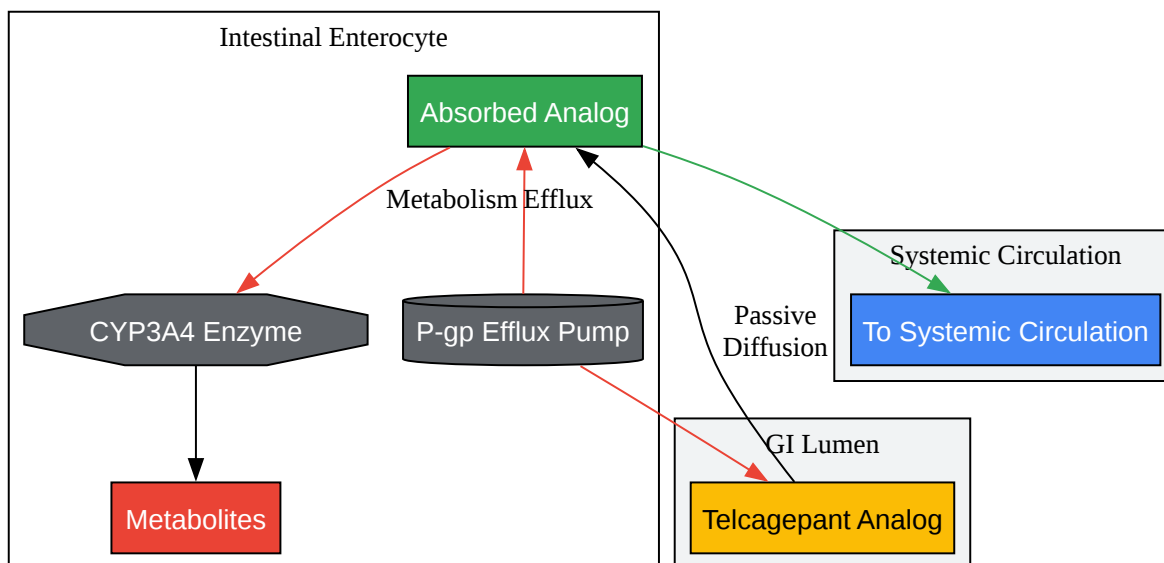 Intestinal Enterocyte
Absorbed Analog
Metabolism
Efflux
Systemic Circulation
CYP3A4 Enzyme
P-gp Efflux Pump
Passive
Diffusion
To Systemic Circulation
GI Lumen
Metabolites
Telcagepant Analog